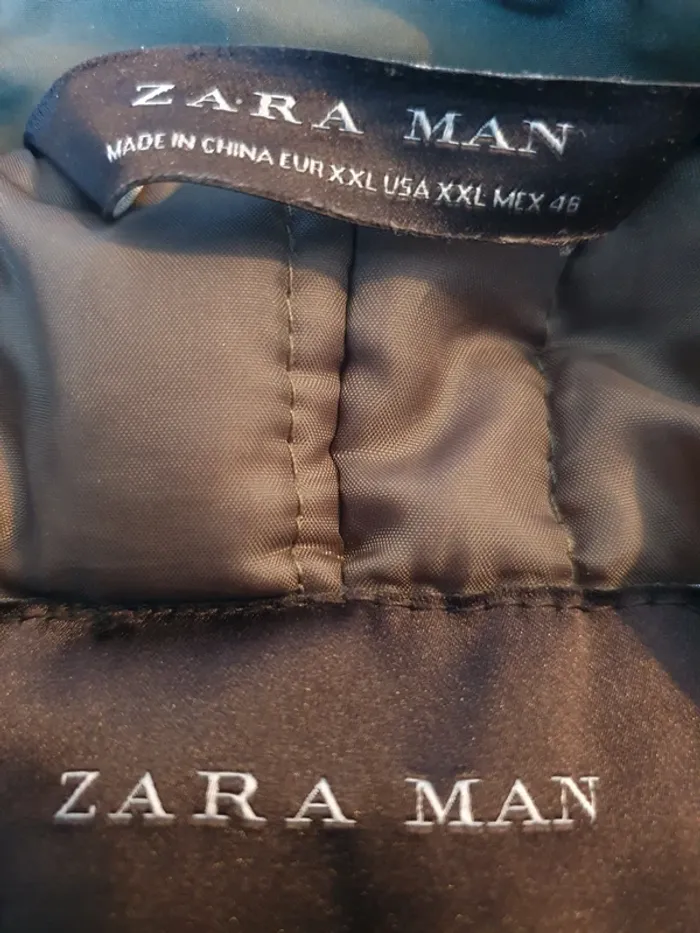 ZARA MAN
MADE IN CHINA EUR XXL USA XXL MEX 46
ZARA MAN